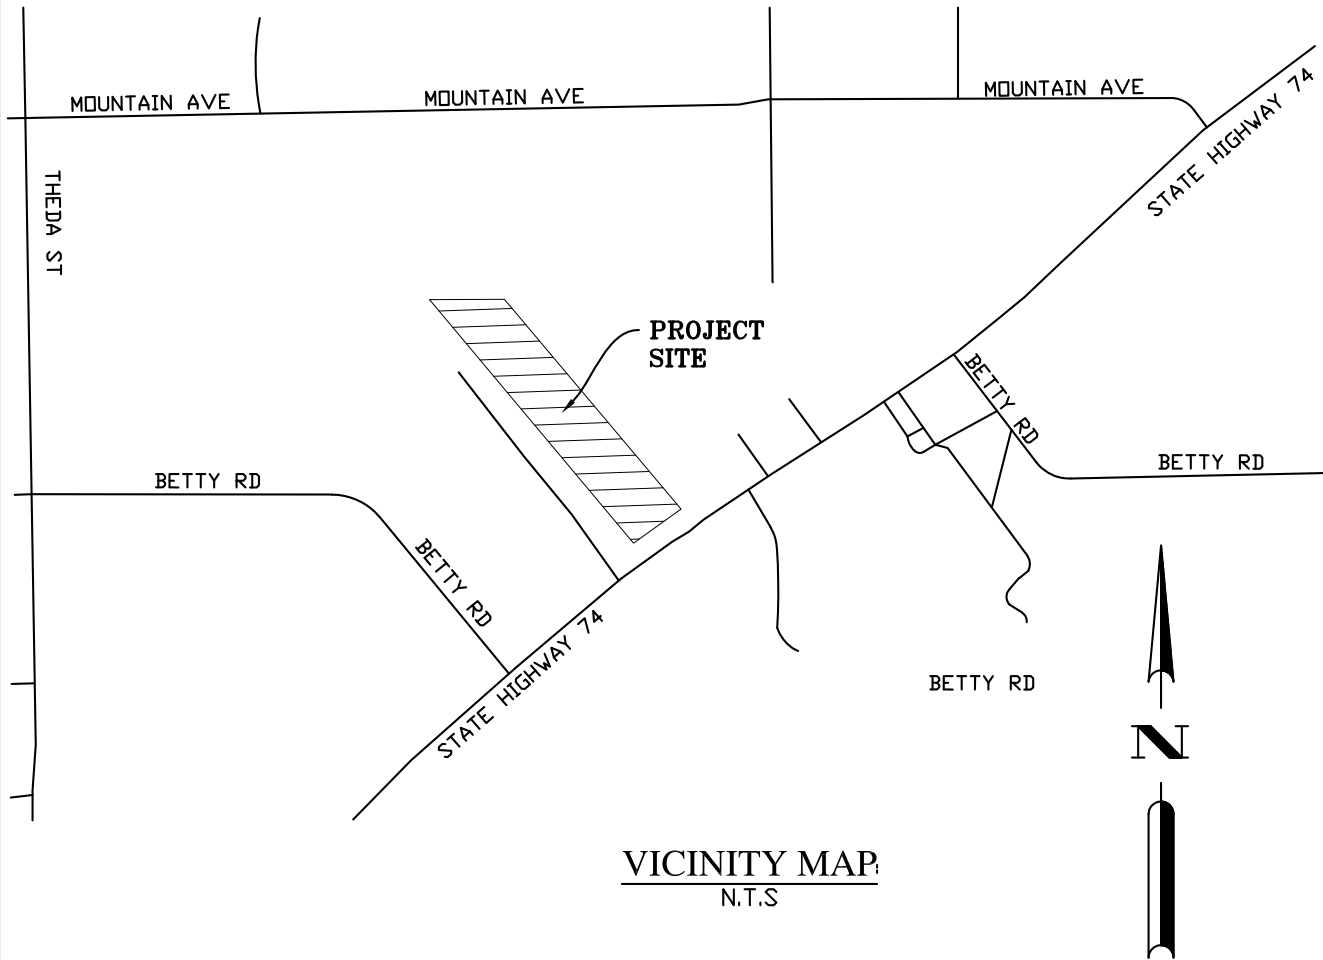 MOUNTAIN AVE
MOUNTAIN AVE
MOUNTAIN AVE
STATE HIGHWAY 74
THEDA ST
PROJECT
SITE
BETTY RD
BETTY RD
BETTY RD
BETTY RD
STATE HIGHWAY 74
BETTY RD
N
VICINITY MAP
N.T.S